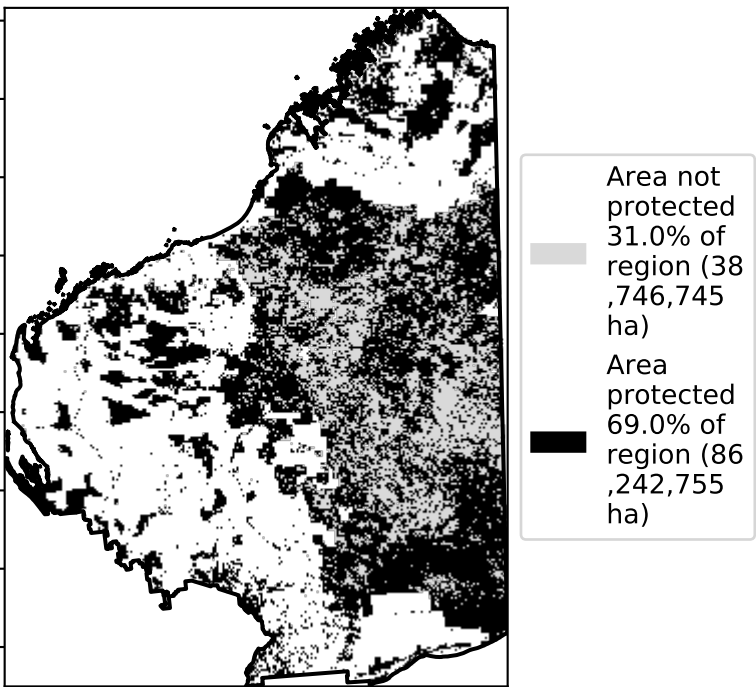 Area not
protected
31.0% of
region (38
,746,745
ha)
Area
protected
69.0% of
region (86
,242,755
ha)